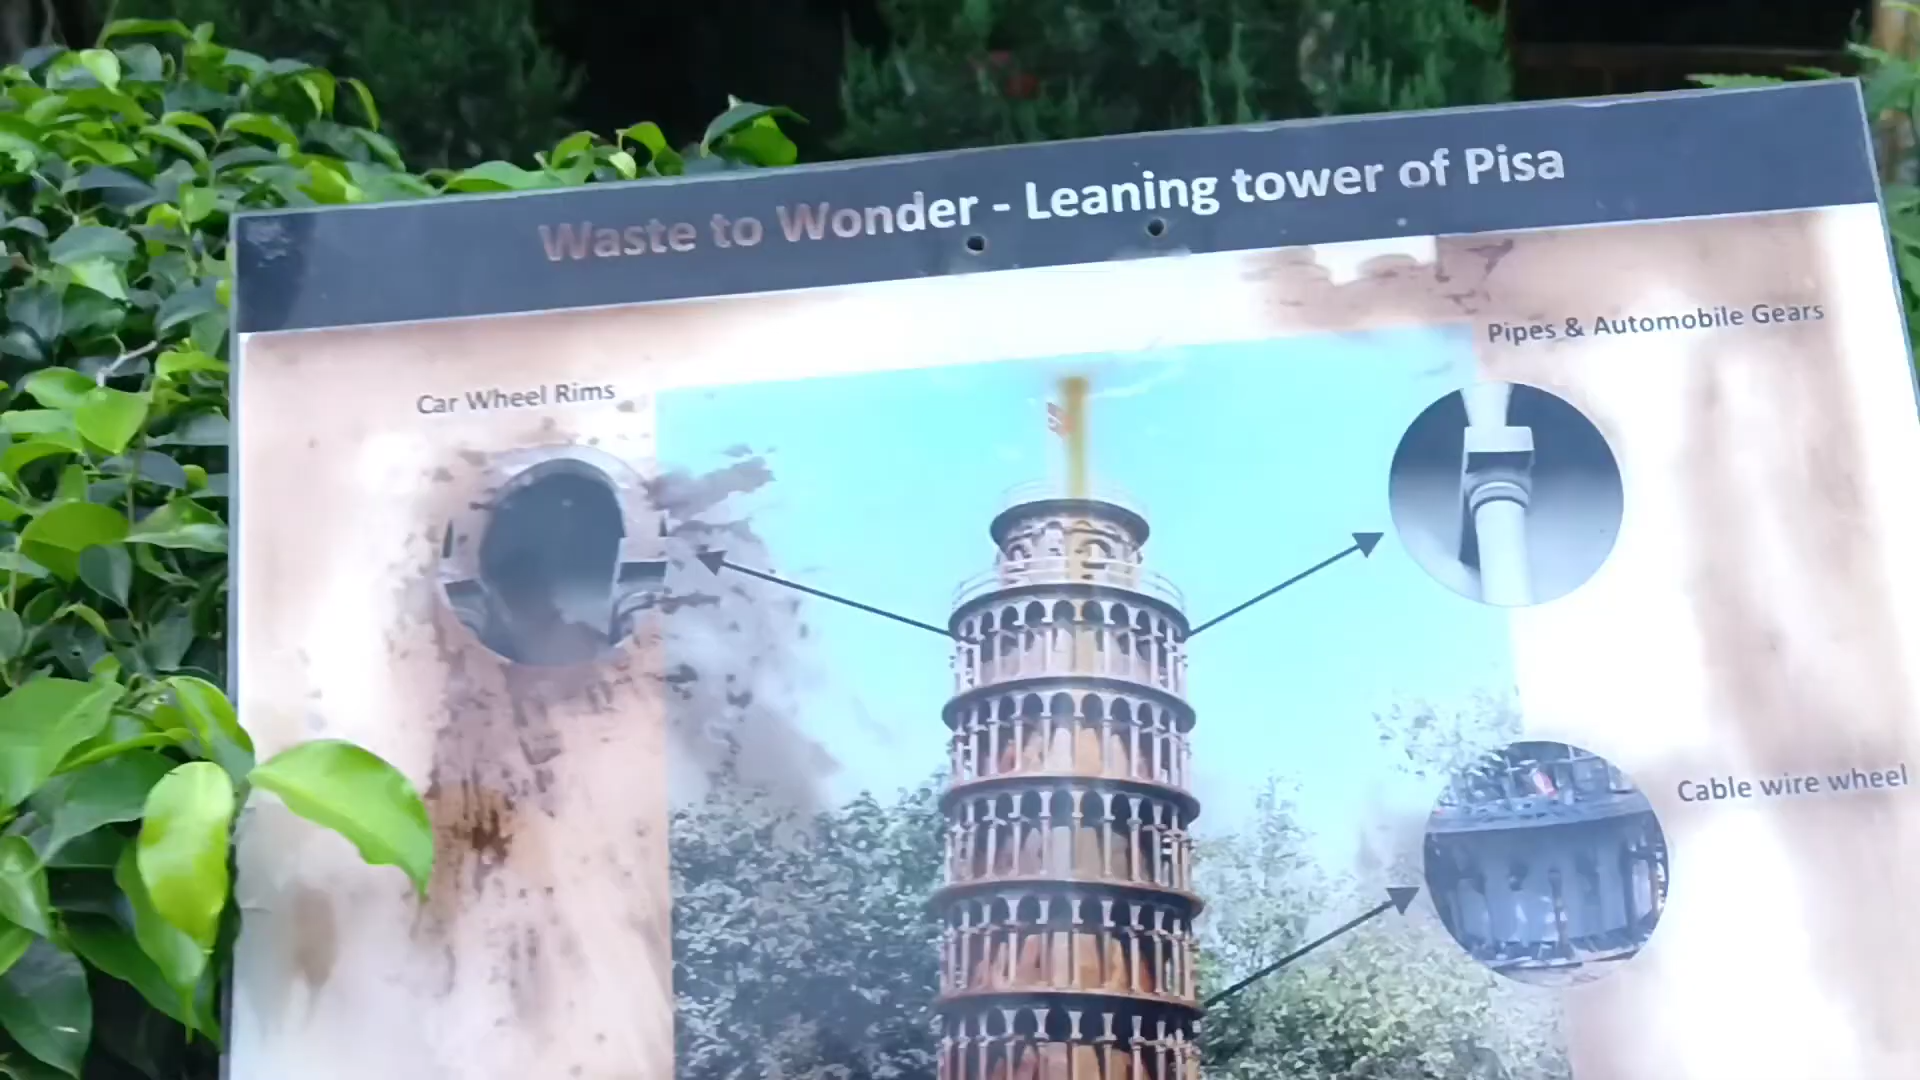 Waste to Wonder - Leaning tower of Pisa
Pipes & Automobile Gears
Car Wheel Rims
Cable wire wheel